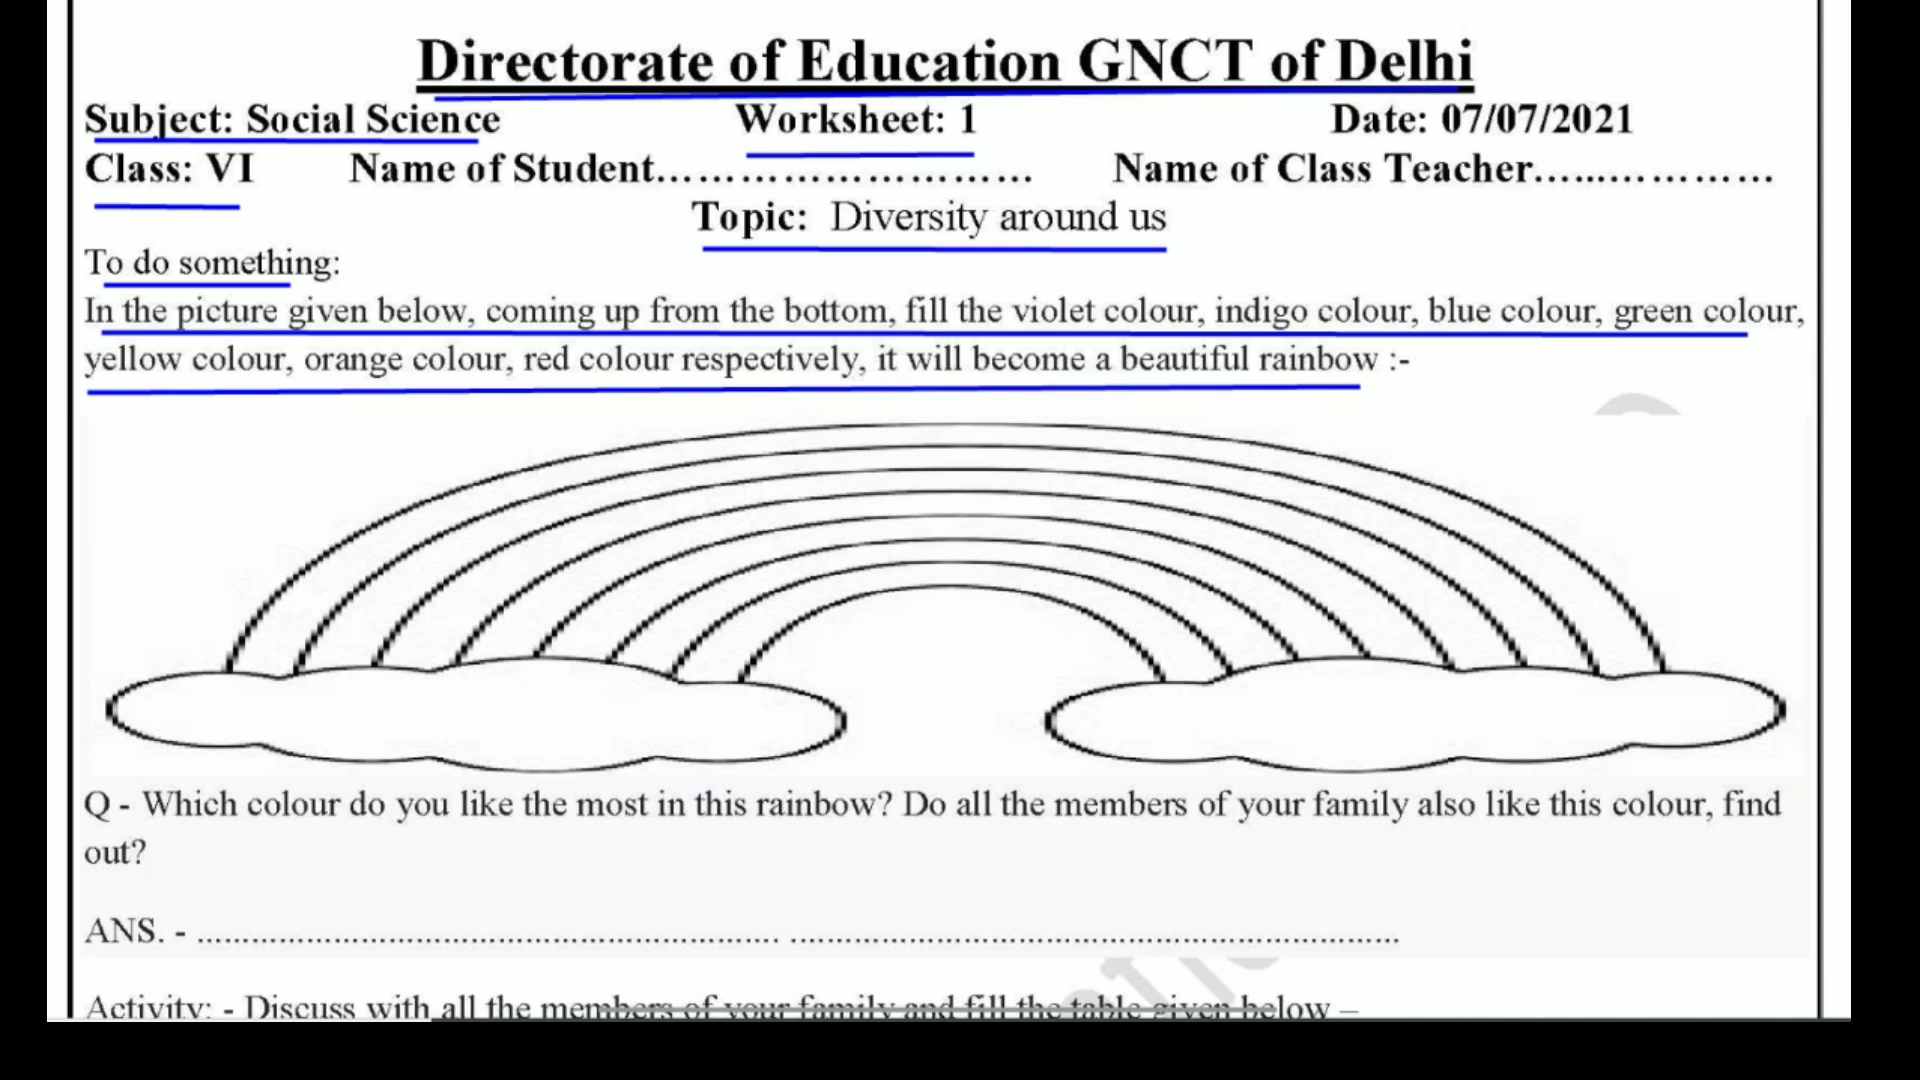 Directorate of Education GNCT of Delhi
Subject: Social Science Worksheet: 1 Date: 07/07/2021
Class: VI Name of Student................................ Name of Class Teacher.....................
Topic: Diversity around us
To do something:
In the picture given below, coming up from the bottom, fill the violet colour, indigo colour, blue colour, green colour,
yellow colour, orange colour, red colour respectively, it will become a beautiful rainbow :-
Q - Which colour do you like the most in this rainbow? Do all the members of your family also like this colour, find
out?
ANS. - ........................................................................ ...........................................................................
Activity: - Discuss with all the members of your family and fill the table given below –